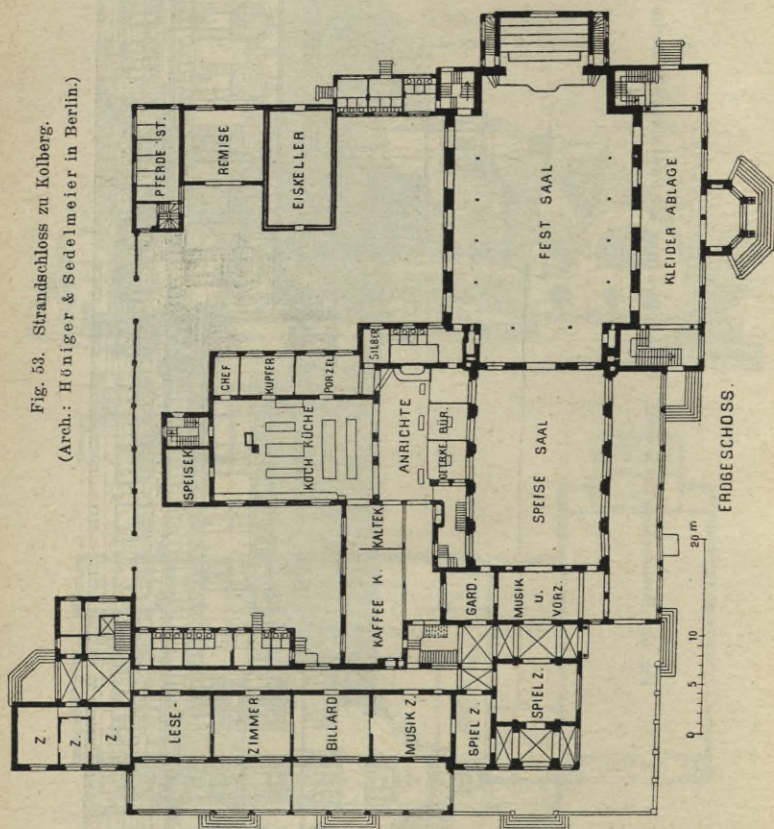 Fig. 53. Strandschloss zu Kolberg.
(Arch.: Höniger & Sedelmeier in Berlin.)
PFERDE ST.
REMISE
EISKELLER
FEST SAAL
KLEIDER ABLAGE
SILBER
CHEF
KUPFER
PORZEL
SPEISEK
KOCH KÜCHE
ANRICHTE
BÜR.
GETRKE
SPEISE SAAL
KALTEK
KAFFEE K.
GARD.
MUSIK
U.
VORZ.
Z.
Z.
Z.
LESE-
ZIMMER
BILLARD
MUSIK Z.
SPIEL Z.
SPIEL Z.
0 5 10 20 m
ERDGESCHOSS.